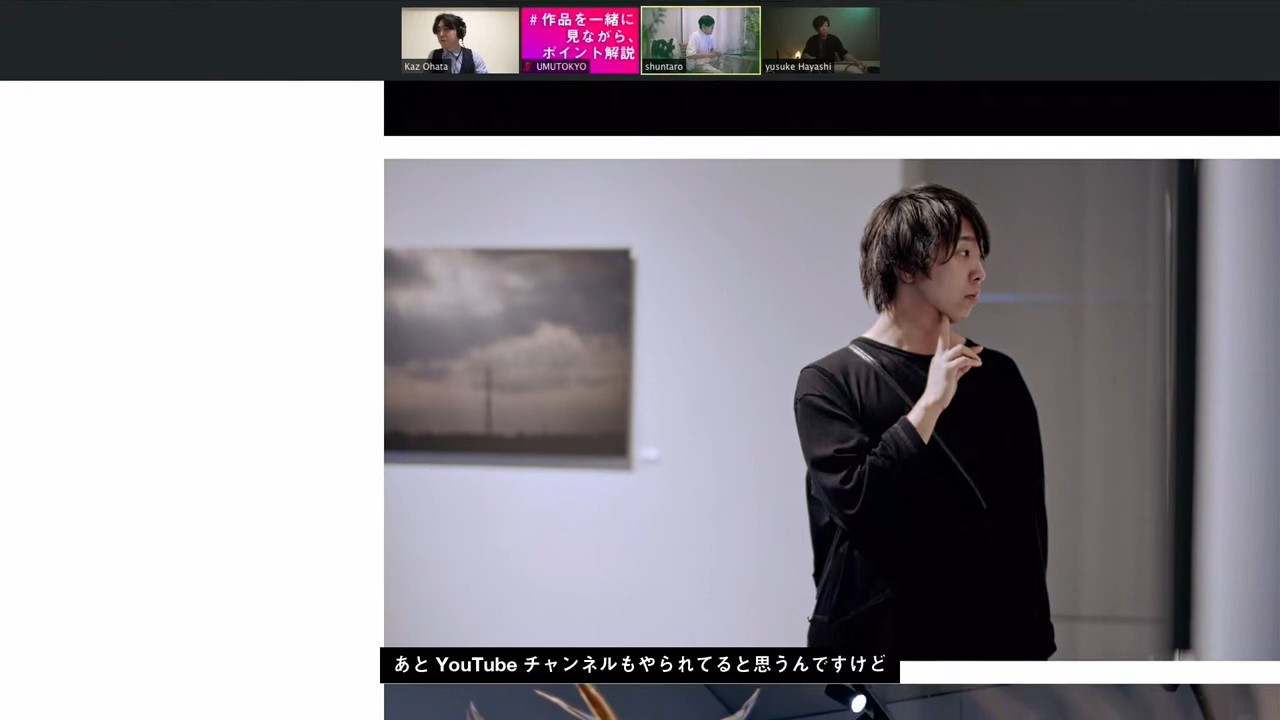 # 作品を一緒に
見ながら、
ポイント解説
Kaz Ohata
UMUTOKYO
shuntaro
yusuke Hayashi
あと YouTube チャンネルもやられてると思うんですけど